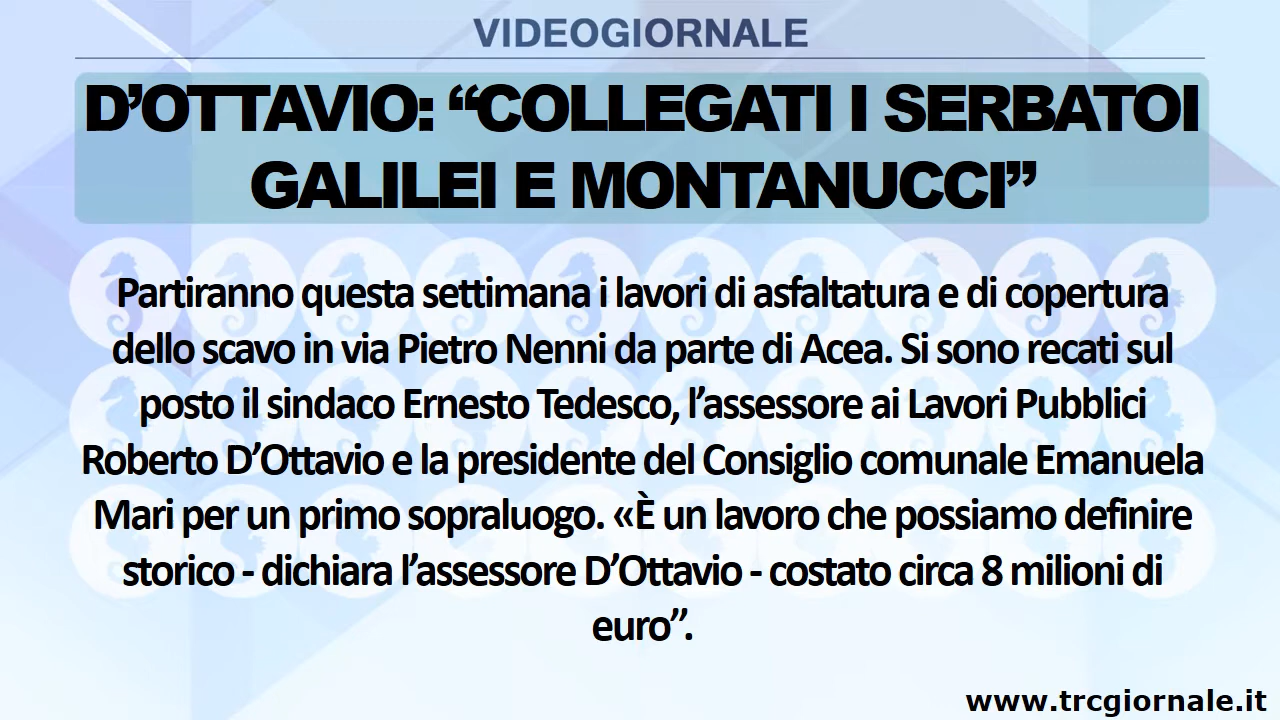 VIDEOGIORNALE
D’OTTAVIO: “COLLEGATI I SERBATOI
GALILEI E MONTANUCCI”
Partiranno questa settimana i lavori di asfaltatura e di copertura
dello scavo in via Pietro Nenni da parte di Acea. Si sono recati sul
posto il sindaco Ernesto Tedesco, l’assessore ai Lavori Pubblici
Roberto D’Ottavio e la presidente del Consiglio comunale Emanuela
Mari per un primo sopraluogo. «È un lavoro che possiamo definire
storico - dichiara l’assessore D’Ottavio - costato circa 8 milioni di
euro”.
www.trcgiornale.it